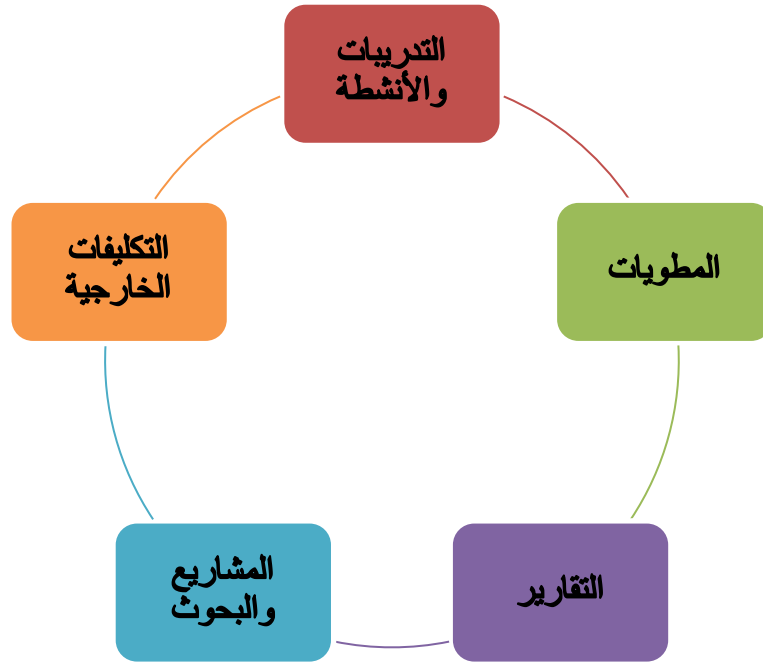 التدريبات
والأنشطة
المطويات
التقارير
المشاريع
والبحوث
التكليفات
الخارجية